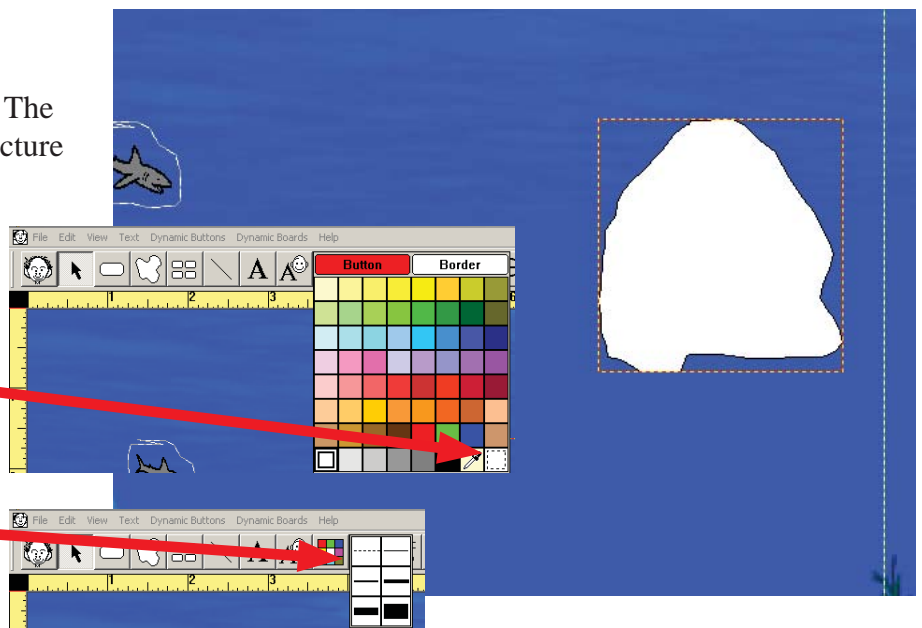 The
cture
File Edit View Text Dynamic Buttons Dynamic Boards Help
A A
Button Border
1 2 3 6
File Edit View Text Dynamic Buttons Dynamic Boards Help
A A
1 2 3